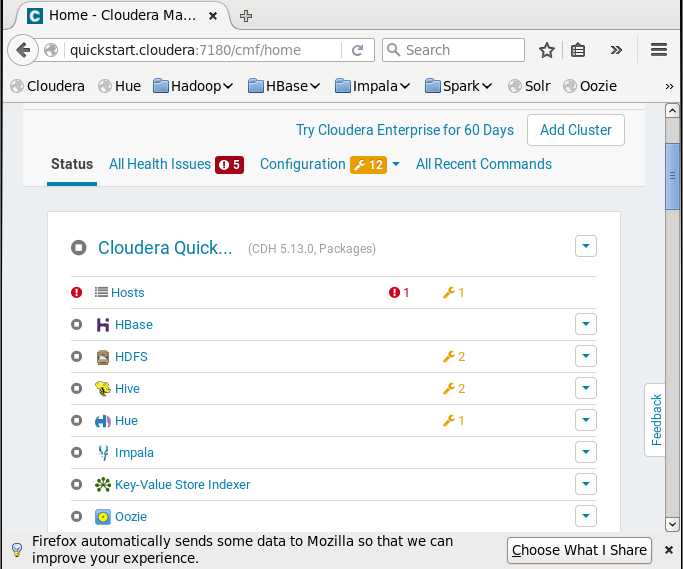 Home - Cloudera Ma...
quickstart.cloudera:7180/cmf/home
Search
Cloudera Hue Hadoop HBase Impala Spark Solr Oozie
Try Cloudera Enterprise for 60 Days Add Cluster
Status All Health Issues 5 Configuration 12 All Recent Commands
Cloudera Quick... (CDH 5.13.0, Packages)
Hosts 1 1
HBase
HDFS 2
Hive 2
Hue 1
Feedback
Impala
Key-Value Store Indexer
Oozie
Firefox automatically sends some data to Mozilla so that we can
improve your experience.
Choose What I Share